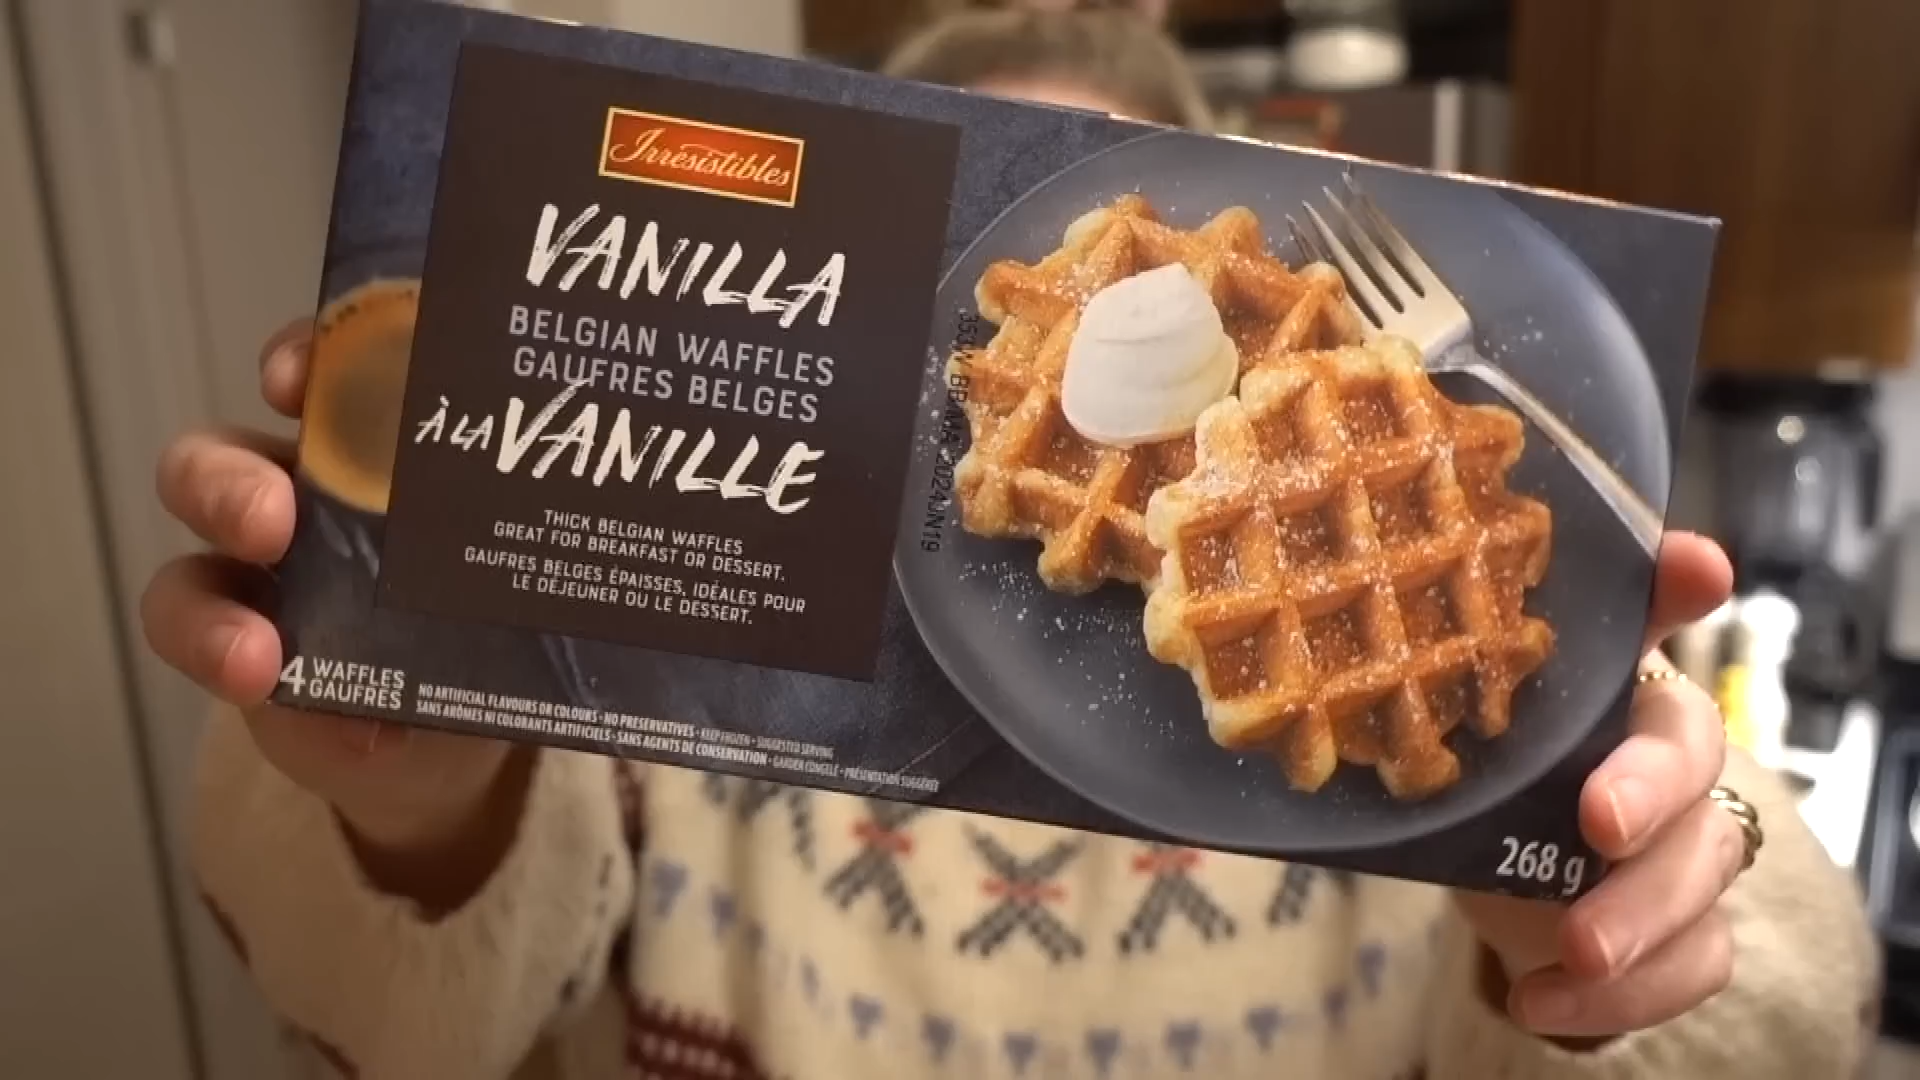 Irresistibles
VANILLA
BELGIAN WAFFLES
GAUFRES BELGES
À LA VANILLE
THICK BELGIAN WAFFLES
GREAT FOR BREAKFAST OR DESSERT.
GAUFRES BELGES ÉPAISSES, IDÉALES POUR
LE DÉJEUNER OU LE DESSERT.
4 WAFFLES
GAUFRES
NO ARTIFICIAL FLAVOURS OR COLOURS • NO PRESERVATIVES • KEEP FROZEN • SUGGESTED SERVING
SANS ARÔMES NI COLORANTS ARTIFICIELS • SANS AGENTS DE CONSERVATION • GARDER CONGELÉ • PRÉSENTATION SUGGÉRÉE
268 g